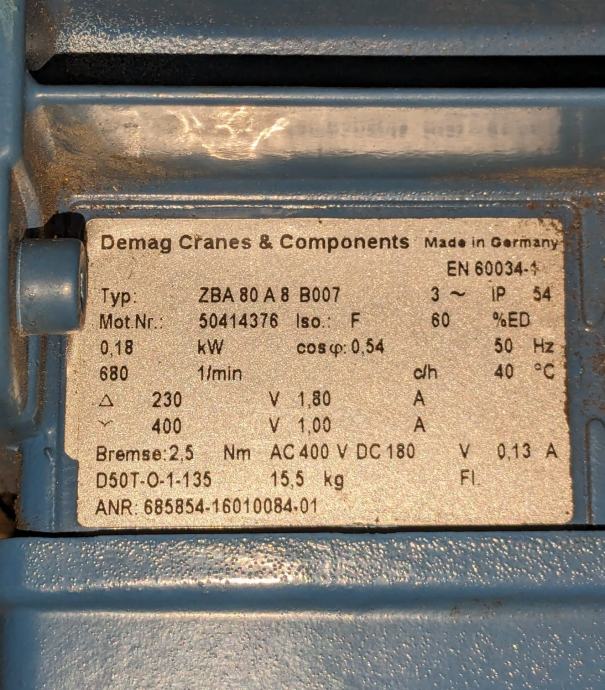 Demag Cranes & Components Made in Germany
EN 60034-1
Typ: ZBA 80 A 8 B007 3 ~ IP 54
Mot.Nr.: 50414376 Iso.: F 60 %ED
0,18 kW cos φ: 0,54 50 Hz
680 1/min c/h 40 °C
△ 230 V 1,80 A
Y 400 V 1,00 A
Bremse: 2,5 Nm AC 400 V DC 180 V 0,13 A
D50T-O-1-135 15,5 kg Fl.
ANR: 685854-16010084-01